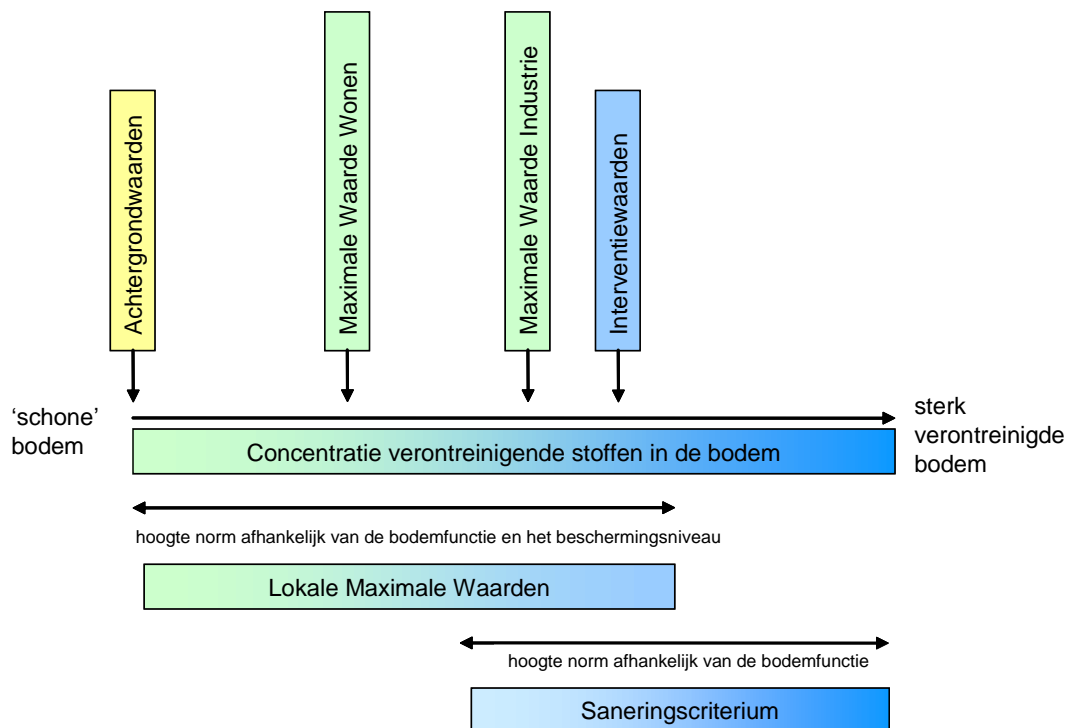 Achtergrondwaarden
Maximale Waarde Wonen
Maximale Waarde Industrie
Interventiewaarden
‘schone’
bodem
sterk
verontreinigde
bodem
Concentratie verontreinigende stoffen in de bodem
hoogte norm afhankelijk van de bodemfunctie en het beschermingsniveau
Lokale Maximale Waarden
hoogte norm afhankelijk van de bodemfunctie
Saneringscriterium